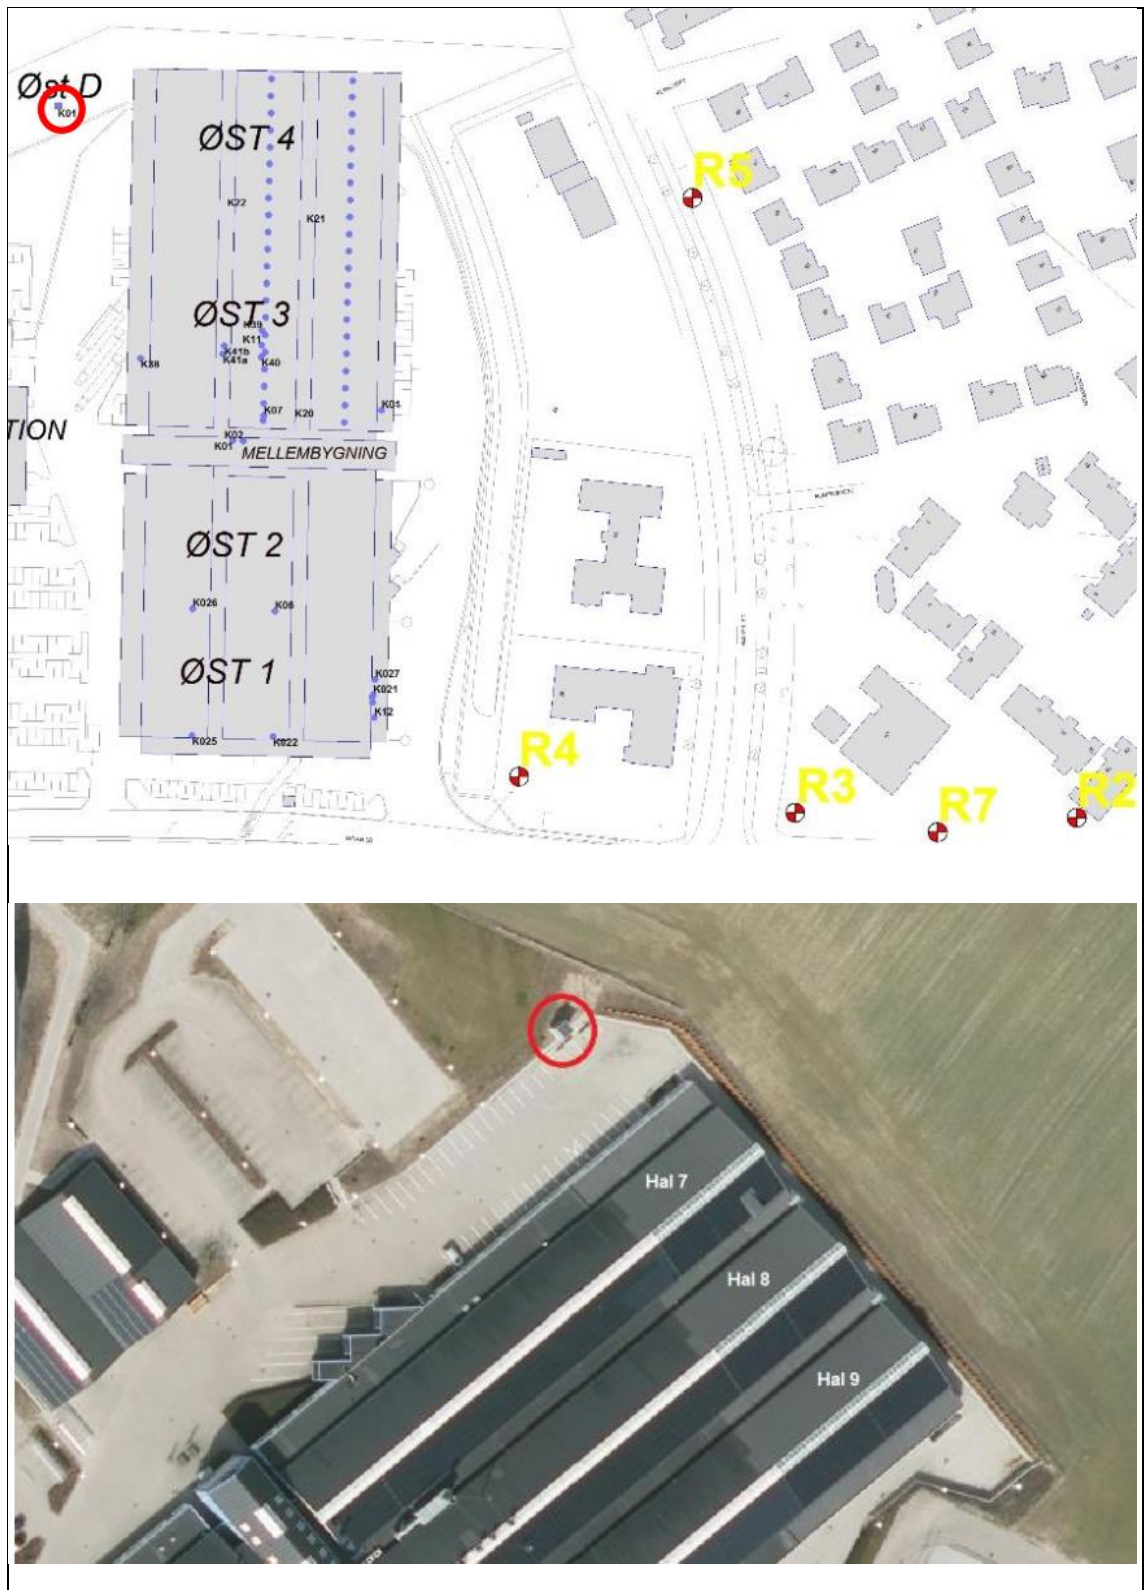 Øst D
K01
ØST 4
R5
K22
K21
ØST 3
K39
K11
K41b
K41a
K40
K38
K07
K20
K05
TION
K02
K01
MELLEMBYGNING
ØST 2
K026
K06
ØST 1
K027
K021
K12
K025
K022
R4
R3
R7
R2
Hal 7
Hal 8
Hal 9